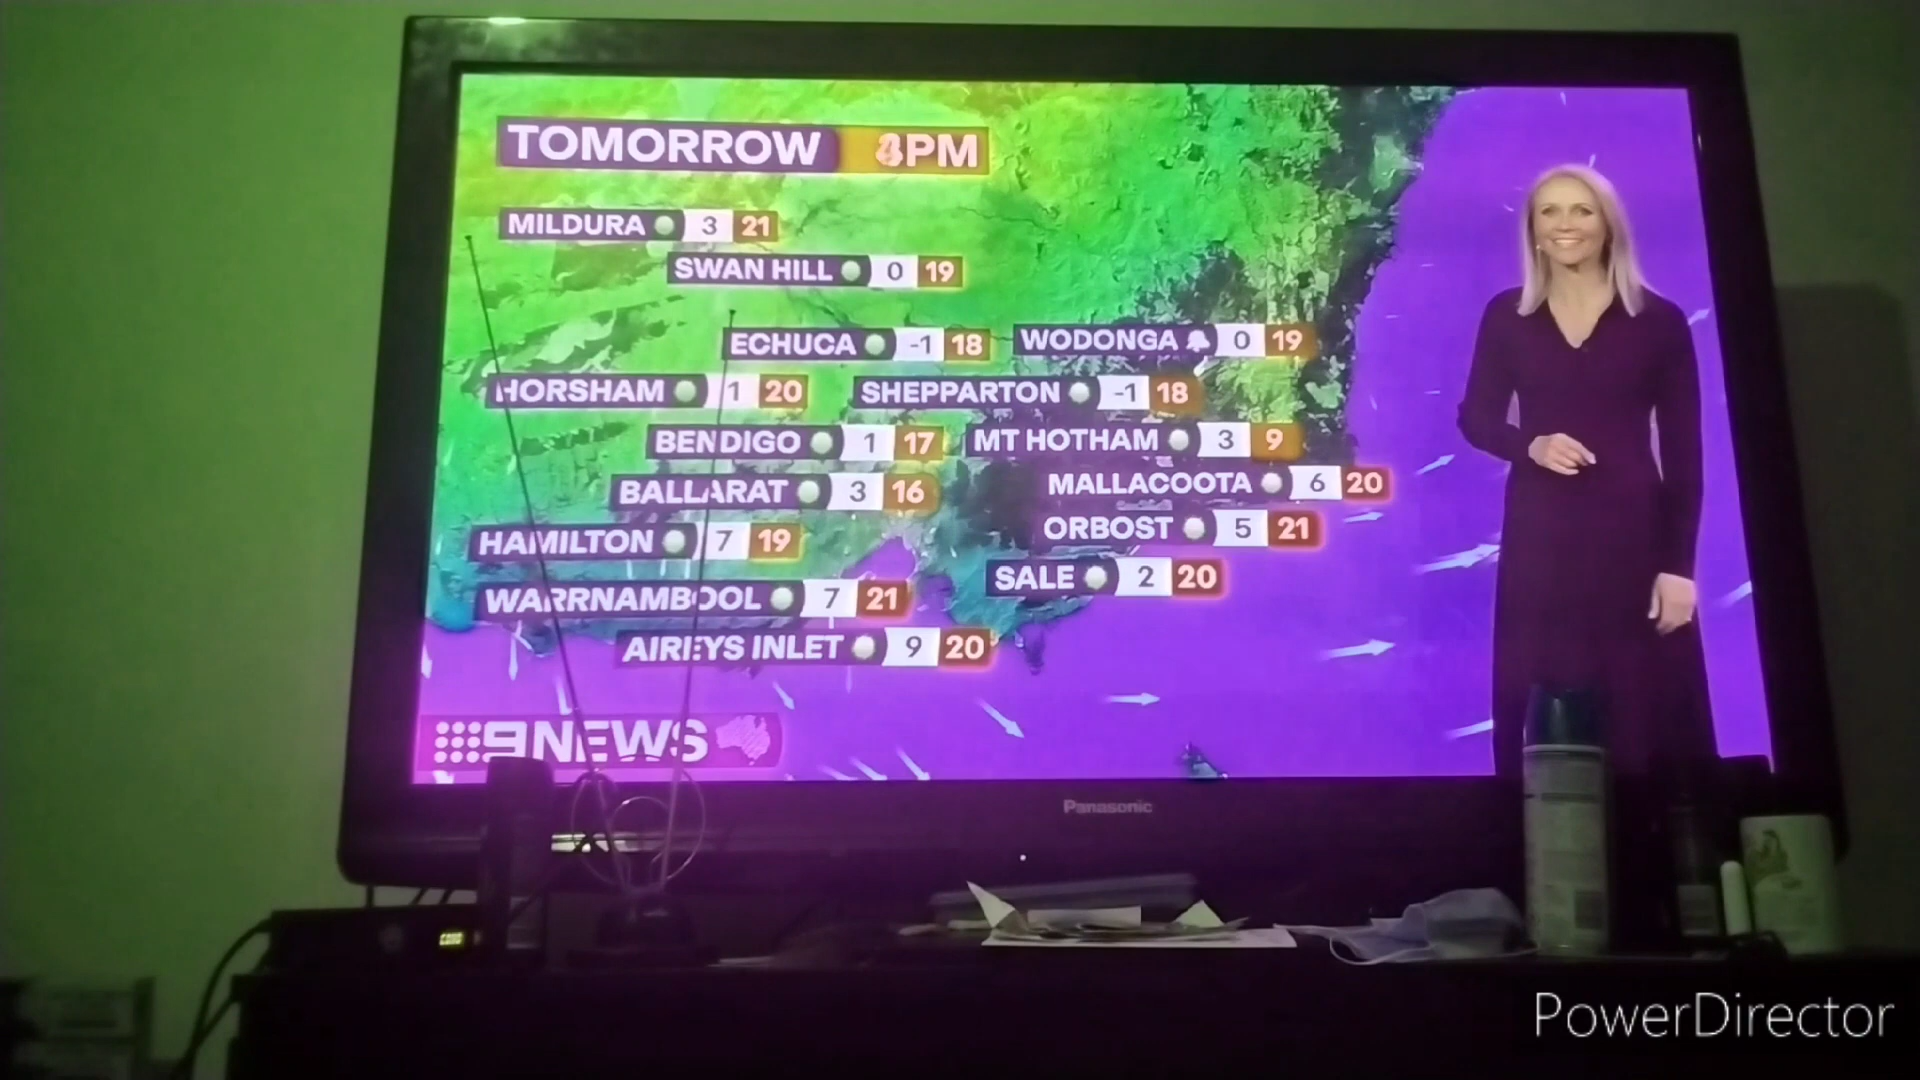 TOMORROW
MILDURA 3 21
SWAN HILL 0 19
ECHUCA -1 18
WODONGA 0 19
HORSHAM 1 20
SHEPPARTON -1 18
BENDIGO 1 17
MT HOTHAM 3 9
BALLARAT 3 16
MALLACOOTA 6 20
HAMILTON 7 19
ORBOST 5 21
WARRNAMBOOL 7 21
SALE 2 20
AIREYS INLET 9 20
9NEWS
Panasonic
PowerDirector